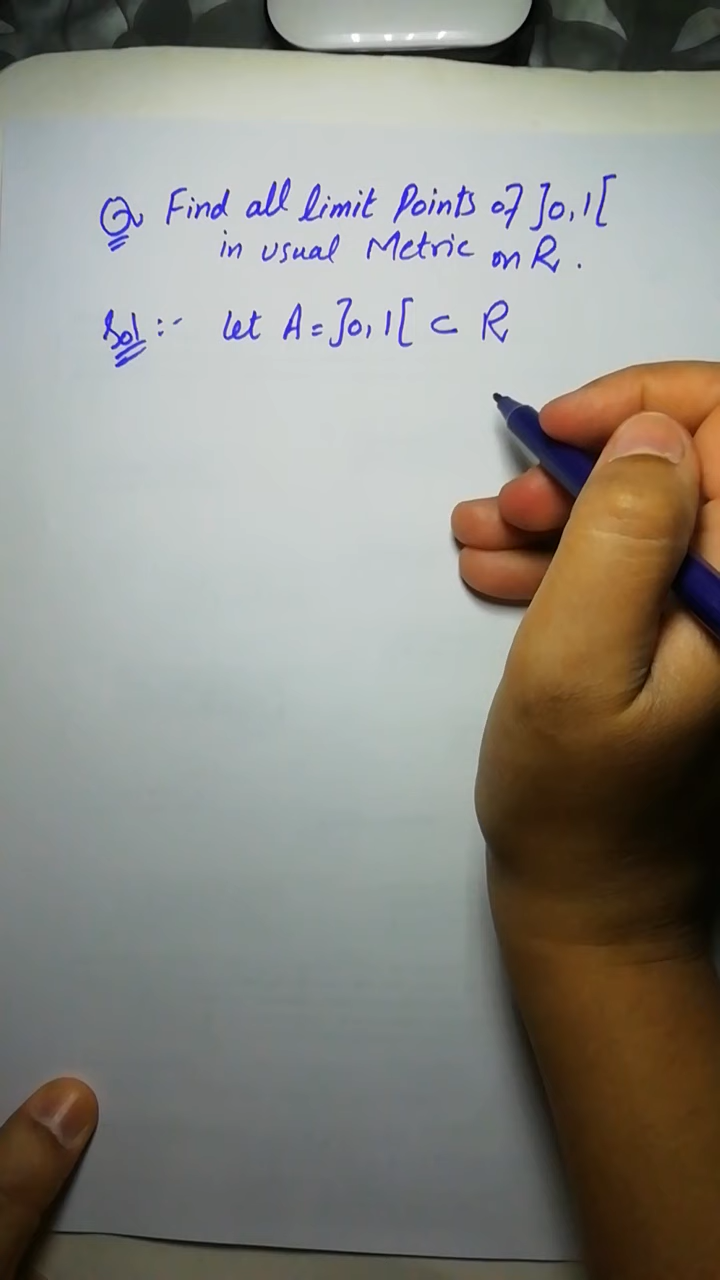 Q Find all limit Points of ]0,1[
in usual Metric on R.
Sol :- let A = ]0,1[ ⊂ R